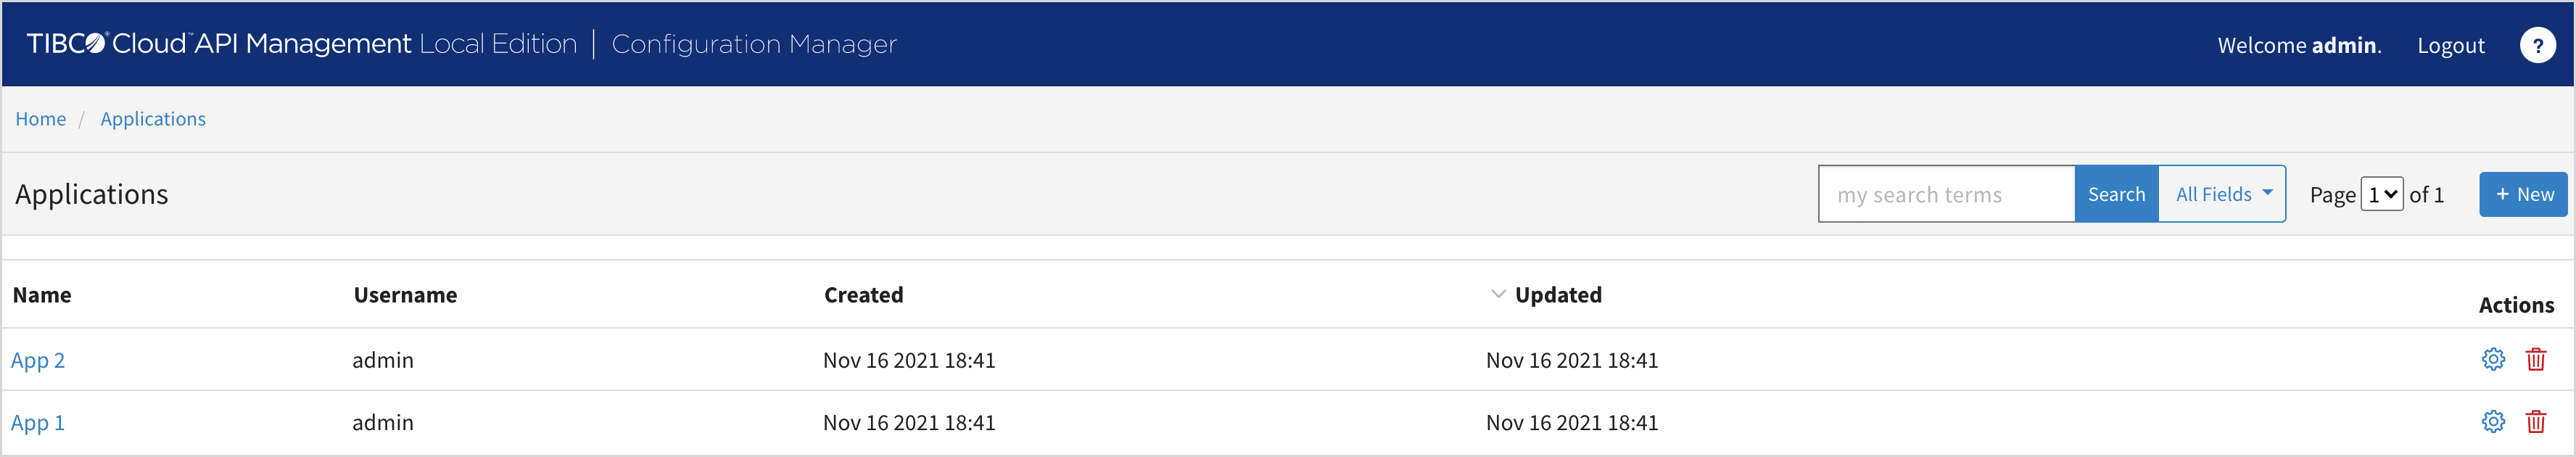 TIBCO® Cloud™ API Management Local Edition | Configuration Manager
Welcome admin. Logout ?
Home / Applications
Applications
my search terms Search All Fields Page 1 of 1 + New
Name Username Created Updated Actions
App 2 admin Nov 16 2021 18:41 Nov 16 2021 18:41
App 1 admin Nov 16 2021 18:41 Nov 16 2021 18:41